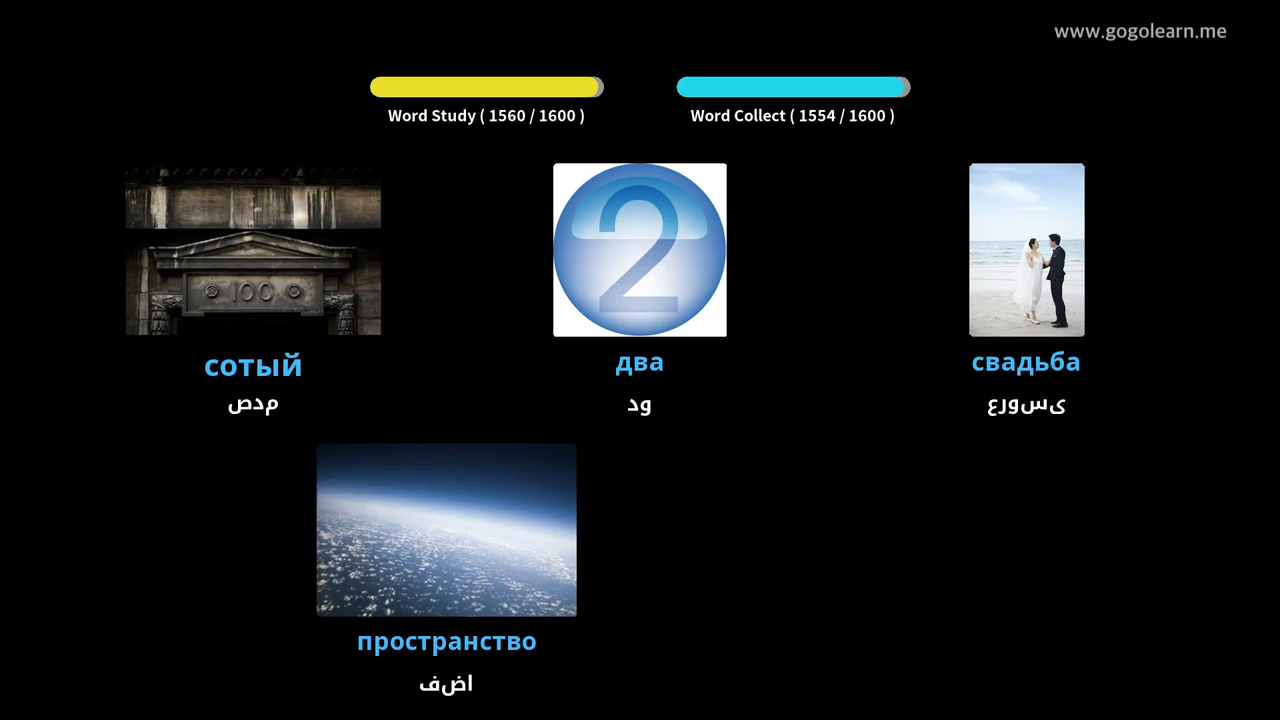 www.gogolearn.me
Word Study ( 1560 / 1600 )
Word Collect ( 1554 / 1600 )
100
2
сотый
مدص
два
ود
свадьба
یسورع
пространство
اضف